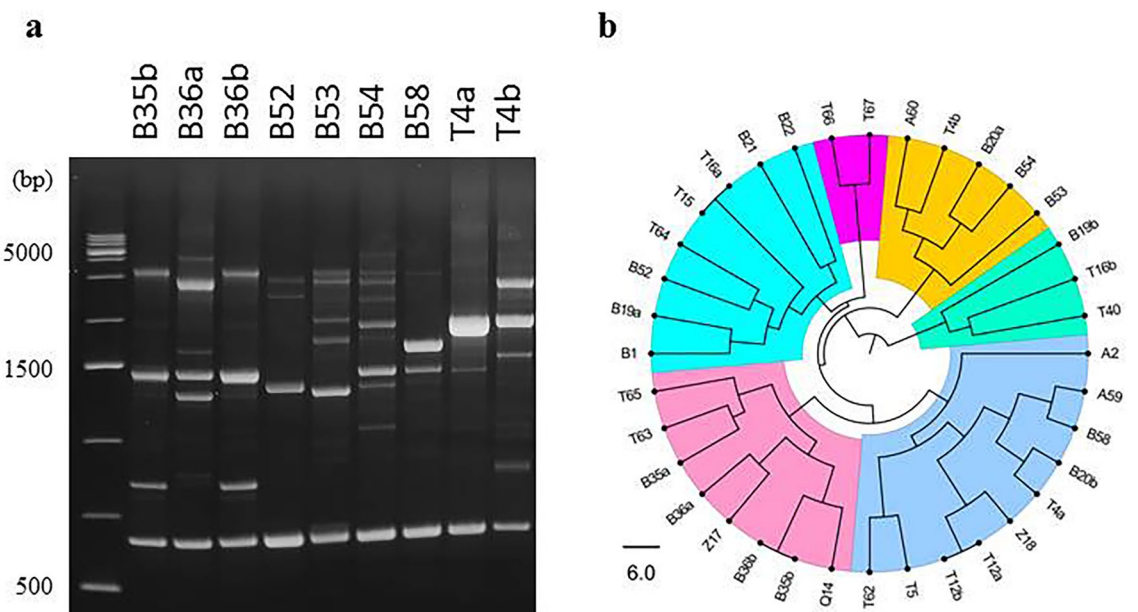 a
B35b B36a B36b B52 B53 B54 B58 T4a T4b
(bp)
5000
1500
500
b
T66 T67 A60 T4b B20a B54 B53 B19b T16b T40 A2 A59 B58 B20b T4a Z18 T12a T12b T5 T62 Q14 B35b B36b Z17 B36a B35a T63 T65 B1 B19a B52 T64 T15 T16a B21 B22
6.0